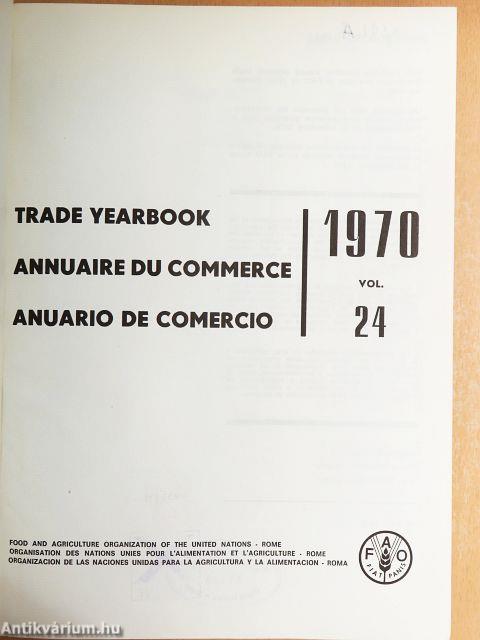 TRADE YEARBOOK
ANNUAIRE DU COMMERCE
ANUARIO DE COMERCIO
1970
VOL.
24
FOOD AND AGRICULTURE ORGANIZATION OF THE UNITED NATIONS - ROME
ORGANISATION DES NATIONS UNIES POUR L'ALIMENTATION ET L'AGRICULTURE - ROME
ORGANIZACION DE LAS NACIONES UNIDAS PARA LA AGRICULTURA Y LA ALIMENTACION - ROMA
F A O
FIAT PANIS
Antikvárium.hu